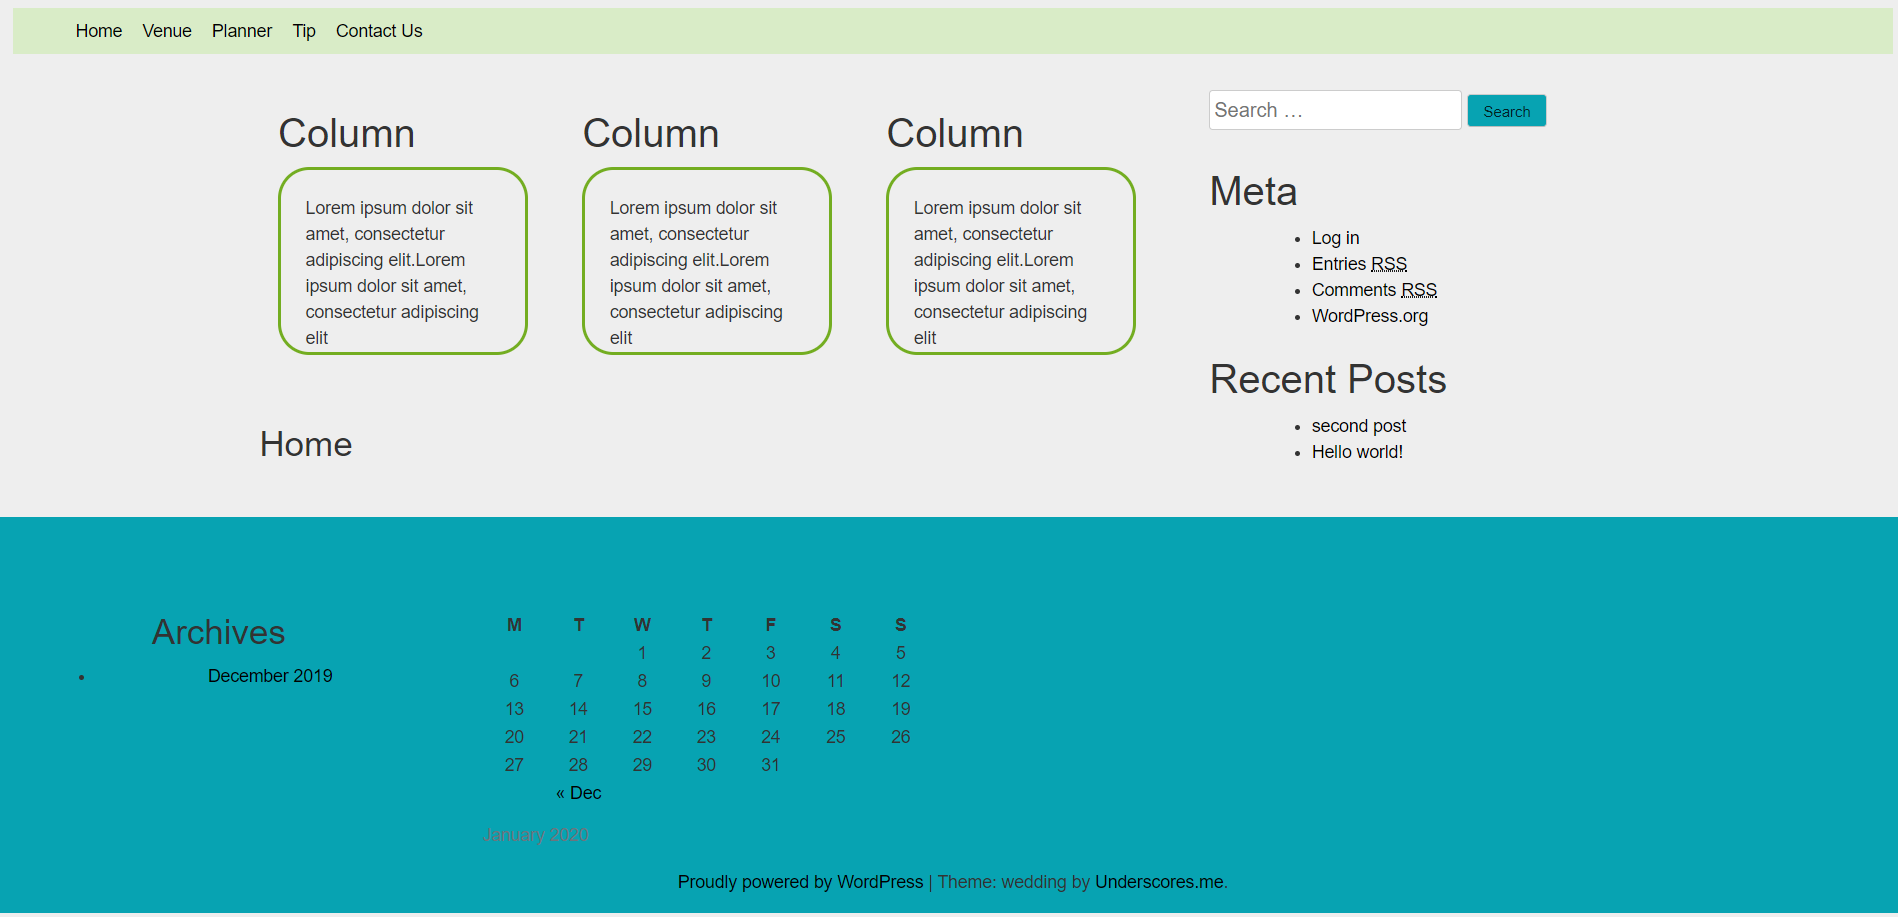 Home Venue Planner Tip Contact Us
Search … Search
Column
Lorem ipsum dolor sit
amet, consectetur
adipiscing elit.Lorem
ipsum dolor sit amet,
consectetur adipiscing
elit
Column
Lorem ipsum dolor sit
amet, consectetur
adipiscing elit.Lorem
ipsum dolor sit amet,
consectetur adipiscing
elit
Column
Lorem ipsum dolor sit
amet, consectetur
adipiscing elit.Lorem
ipsum dolor sit amet,
consectetur adipiscing
elit
Meta
Log in
Entries RSS
Comments RSS
WordPress.org
Recent Posts
second post
Hello world!
Home
Archives
December 2019
M T W T F S S
1 2 3 4 5
6 7 8 9 10 11 12
13 14 15 16 17 18 19
20 21 22 23 24 25 26
27 28 29 30 31
« Dec
January 2020
Proudly powered by WordPress | Theme: wedding by Underscores.me.